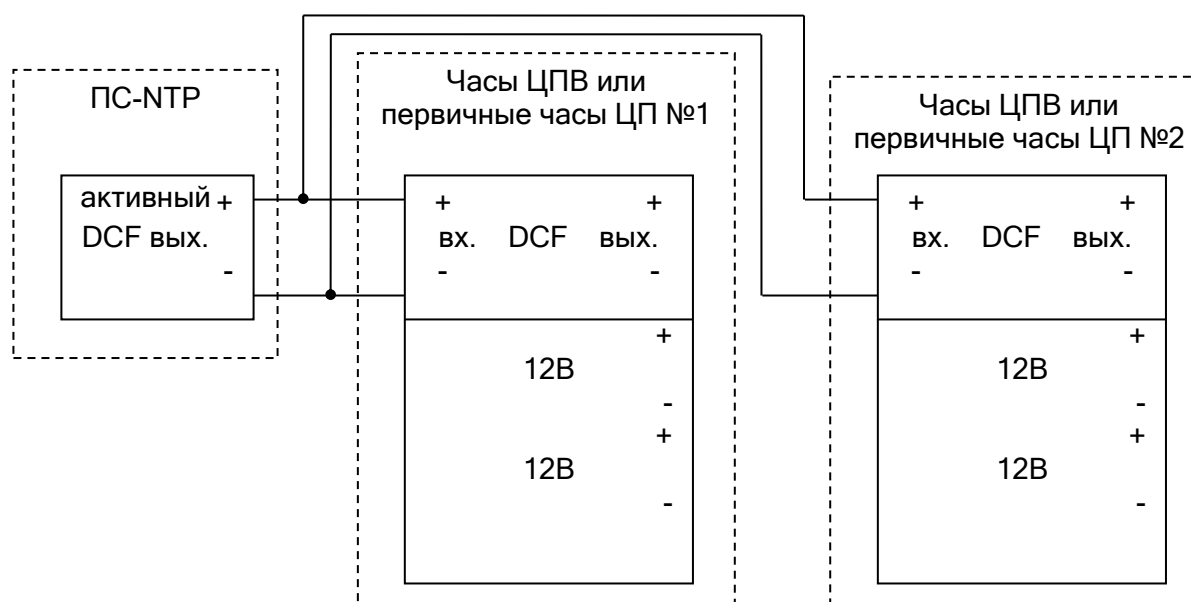 ПС-NTP
активный +
DCF вых.
-
Часы ЦПВ или
первичные часы ЦП №1
+ +
вх. DCF вых.
- -
+
12В
-
+
12В
-
Часы ЦПВ или
первичные часы ЦП №2
+ +
вх. DCF вых.
- -
+
12В
-
+
12В
-